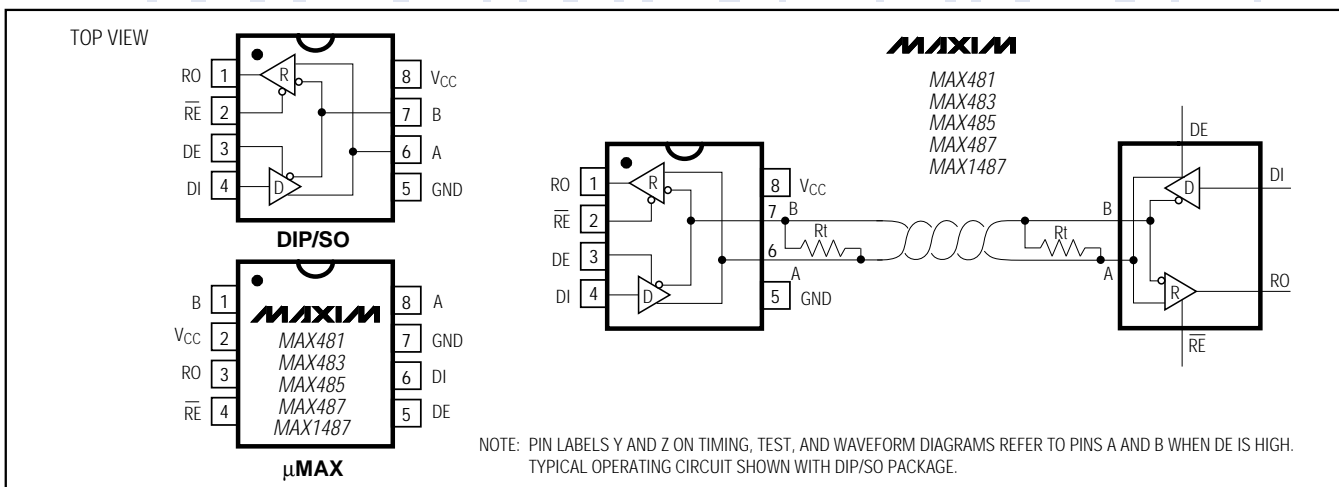 TOP VIEW
RO 1
R̅E̅ 2
DE 3
DI 4
R
D
8 VCC
7 B
6 A
5 GND
DIP/SO
B 1
VCC 2
RO 3
R̅E̅ 4
MAXIM
MAX481
MAX483
MAX485
MAX487
MAX1487
8 A
7 GND
6 DI
5 DE
µMAX
MAXIM
MAX481
MAX483
MAX485
MAX487
MAX1487
RO 1
R̅E̅ 2
DE 3
DI 4
R
D
8 VCC
7 B
6 A
5 GND
Rt
Rt
B
A
DE
D
DI
R
RO
R̅E̅
NOTE: PIN LABELS Y AND Z ON TIMING, TEST, AND WAVEFORM DIAGRAMS REFER TO PINS A AND B WHEN DE IS HIGH.
TYPICAL OPERATING CIRCUIT SHOWN WITH DIP/SO PACKAGE.